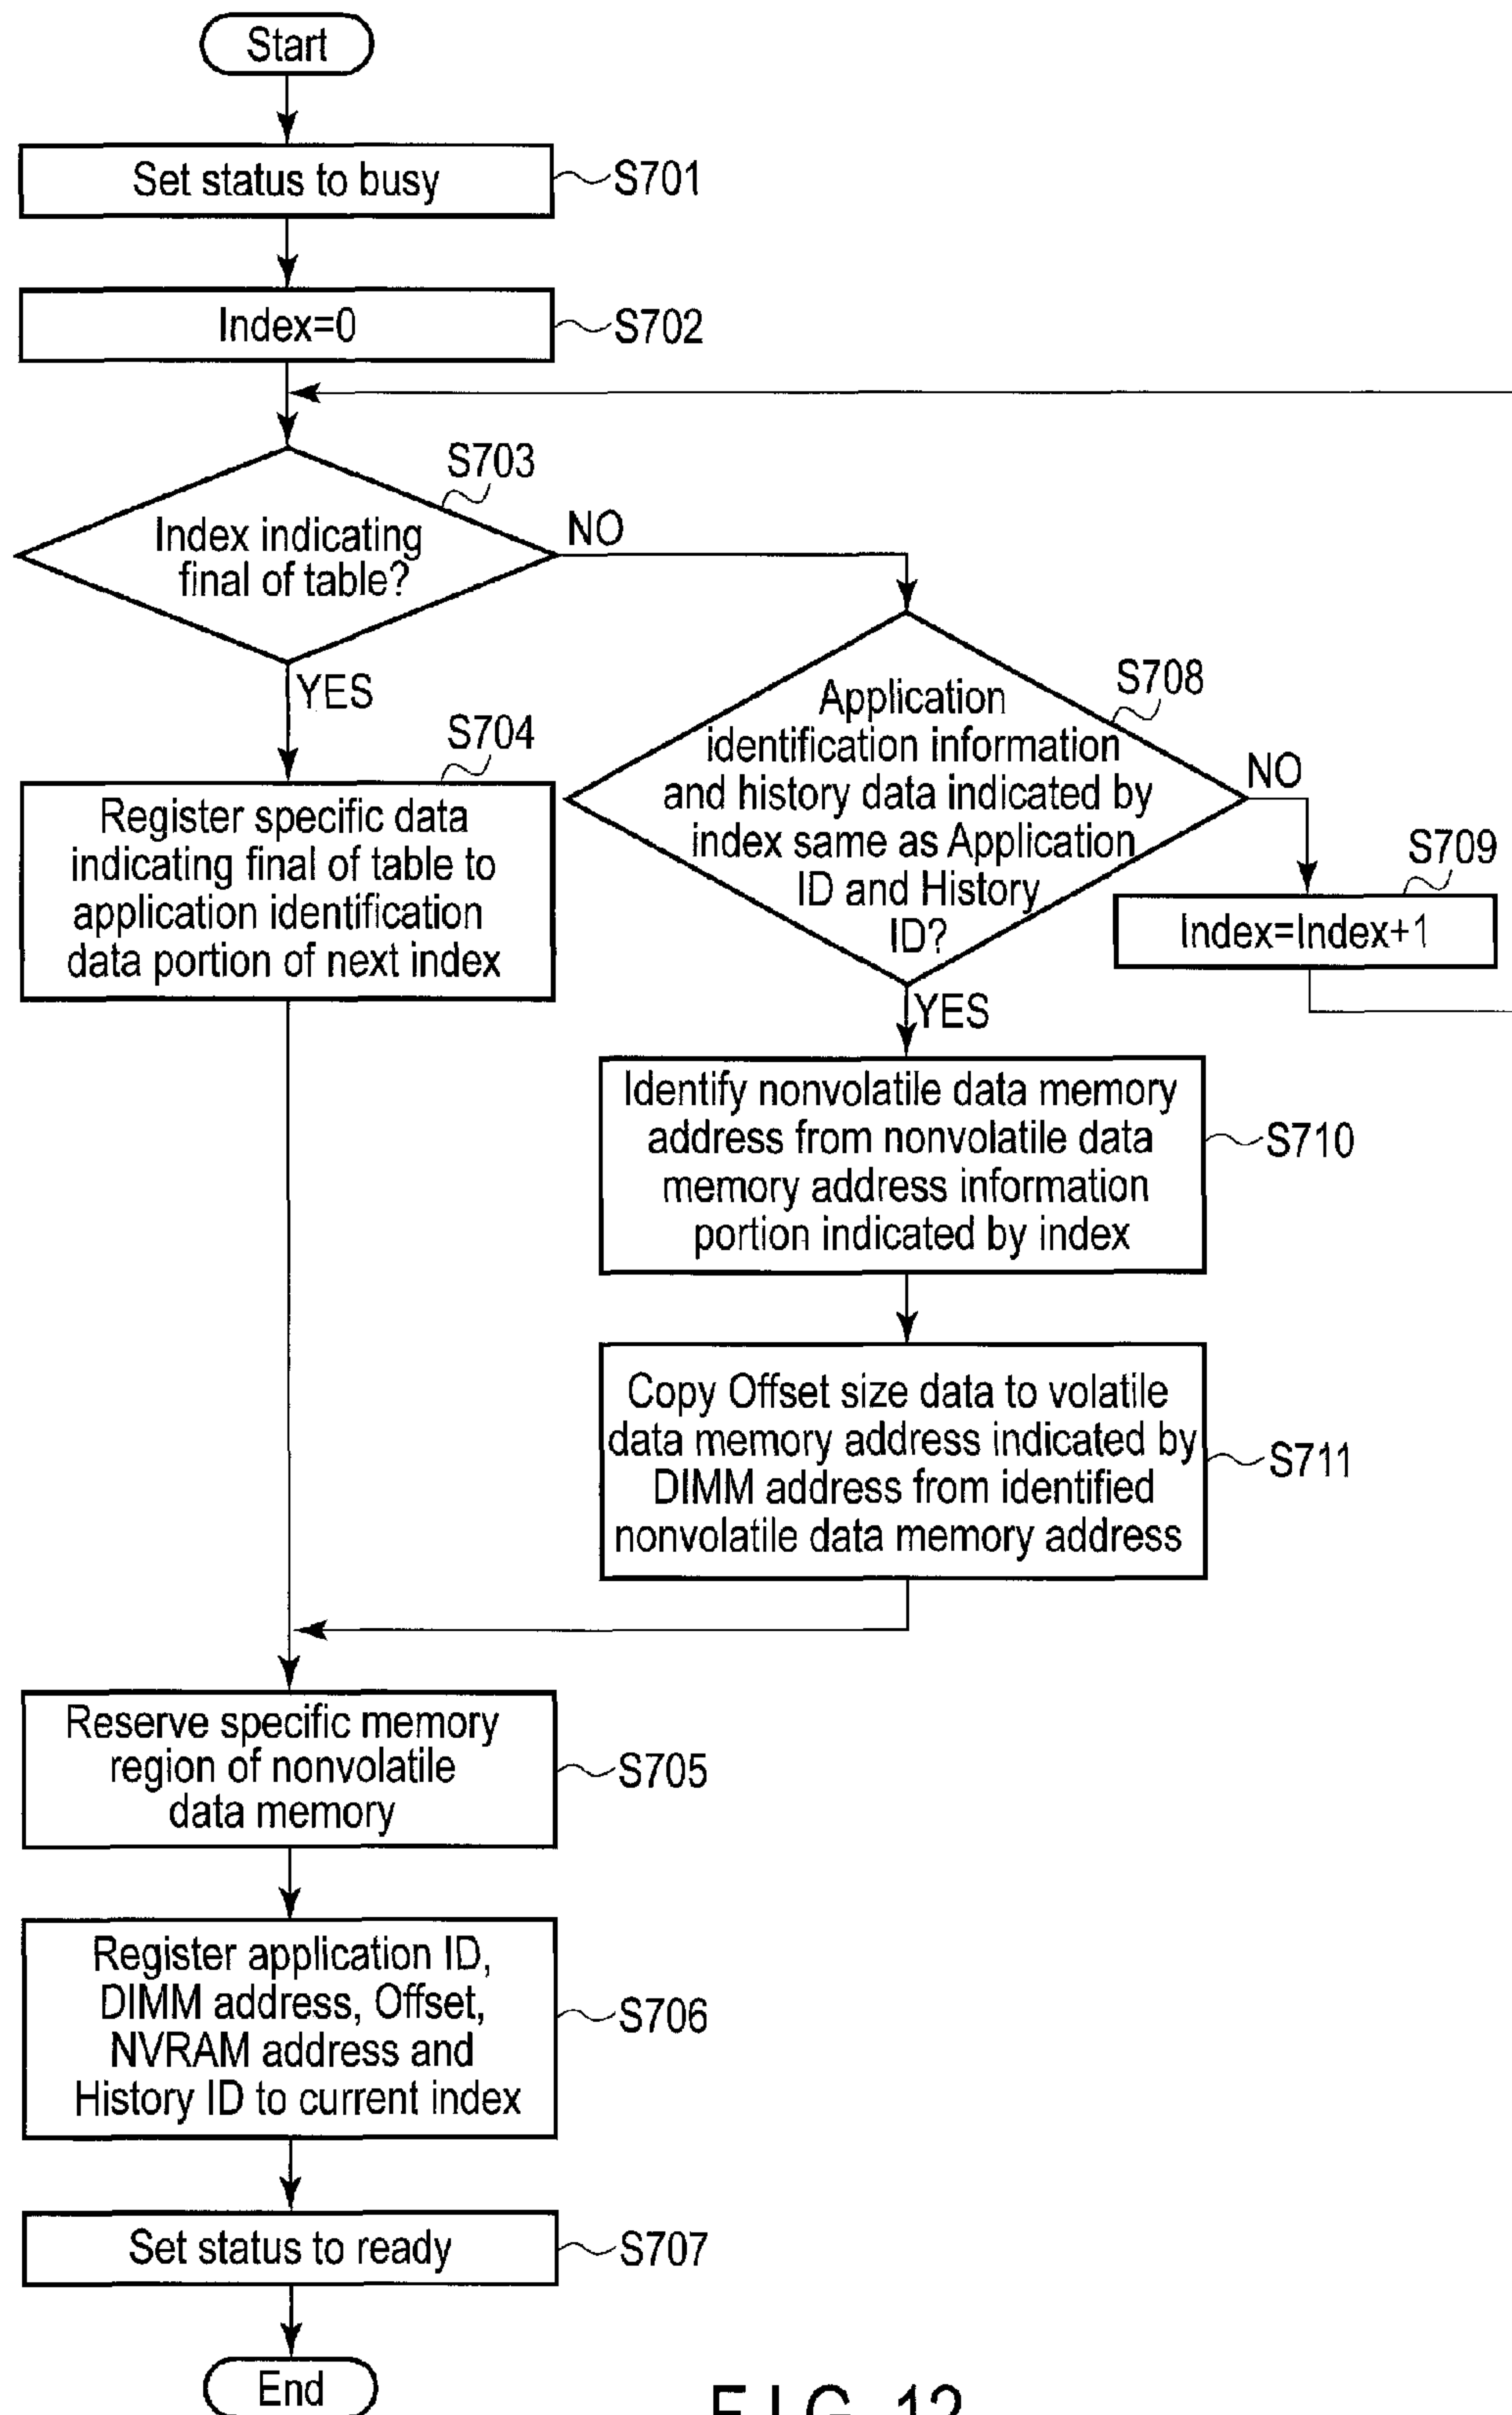 Start
Set status to busy
S701
Index=0
S702
S703
Index indicating
final of table?
NO
YES
S704
Register specific data
indicating final of table to
application identification
data portion of next index
S708
Application
identification information
and history data indicated by
index same as Application
ID and History
ID?
NO
S709
Index=Index+1
YES
Identify nonvolatile data memory
address from nonvolatile data
memory address information
portion indicated by index
S710
Copy Offset size data to volatile
data memory address indicated by
DIMM address from identified
nonvolatile data memory address
S711
Reserve specific memory
region of nonvolatile
data memory
S705
Register application ID,
DIMM address, Offset,
NVRAM address and
History ID to current index
S706
Set status to ready
S707
End
FIG. 12